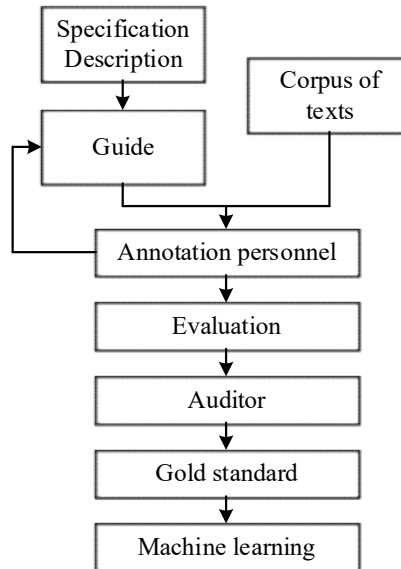 Specification
Description
Corpus of
texts
Guide
Annotation personnel
Evaluation
Auditor
Gold standard
Machine learning